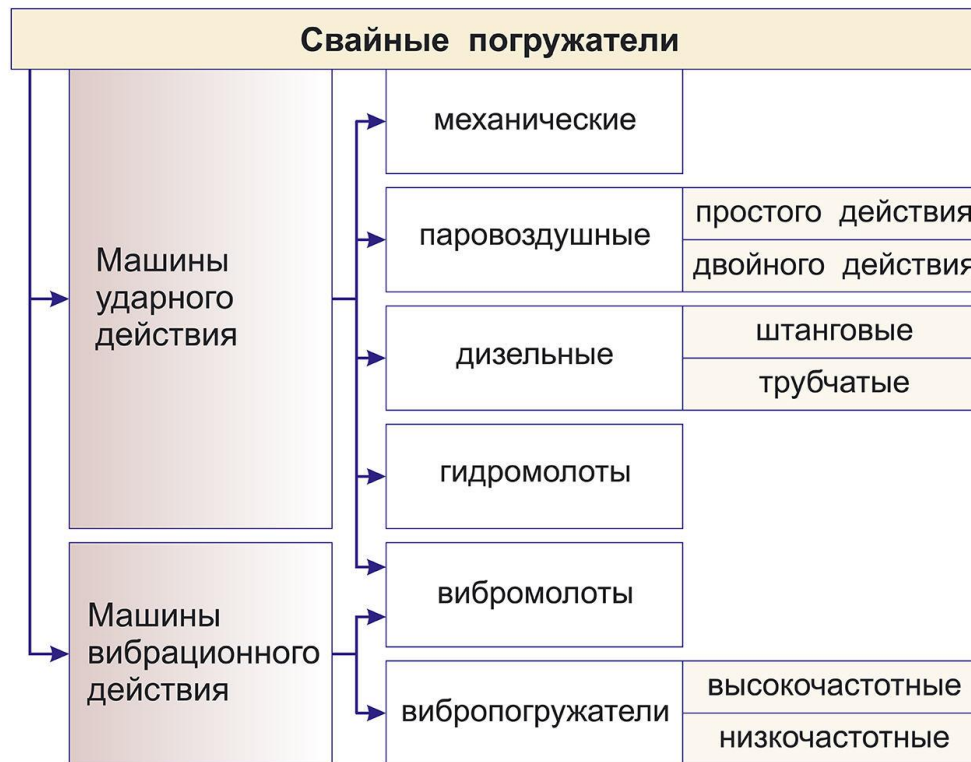 Свайные погружатели
Машины
ударного
действия
механические
паровоздушные
простого действия
двойного действия
дизельные
штанговые
трубчатые
гидромолоты
Машины
вибрационного
действия
вибромолоты
вибропогружатели
высокочастотные
низкочастотные